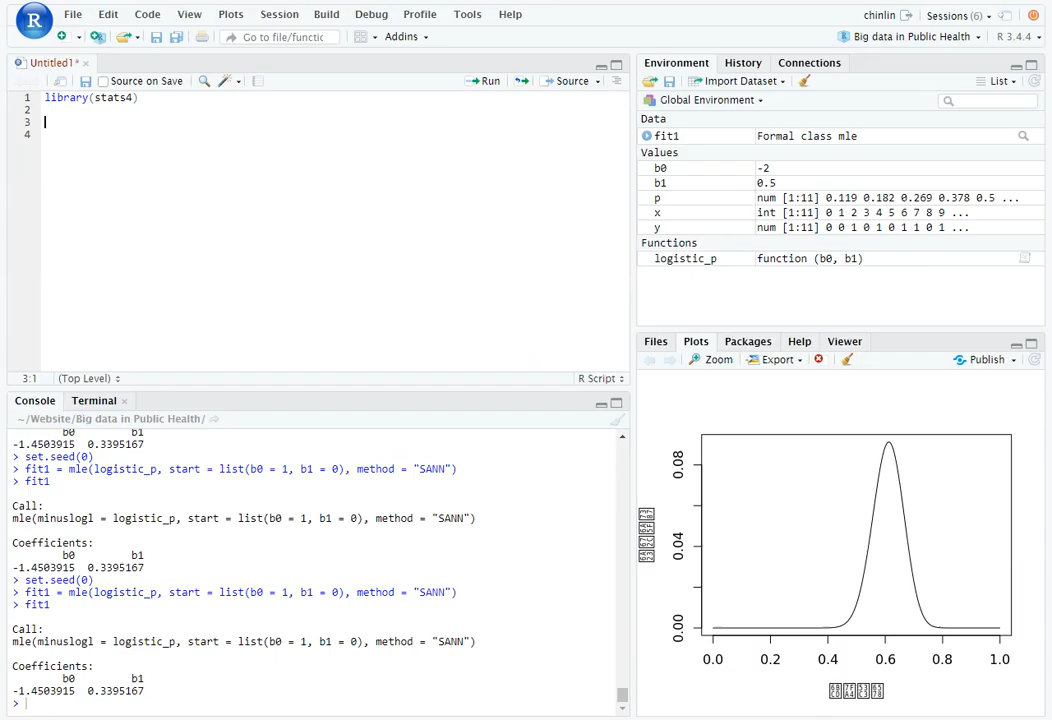 R File Edit Code View Plots Session Build Debug Profile Tools Help chinlin Sessions (6)
Go to file/functic Addins Big data in Public Health R 3.4.4
Untitled1* ×
Source on Save Run Source
1 library(stats4)
2
3
4
3:1 (Top Level) R Script
Console Terminal ×
~/Website/Big data in Public Health/
b0 b1
-1.4503915 0.3395167
> set.seed(0)
> fit1 = mle(logistic_p, start = list(b0 = 1, b1 = 0), method = "SANN")
> fit1
Call:
mle(minuslogl = logistic_p, start = list(b0 = 1, b1 = 0), method = "SANN")
Coefficients:
b0 b1
-1.4503915 0.3395167
> set.seed(0)
> fit1 = mle(logistic_p, start = list(b0 = 1, b1 = 0), method = "SANN")
> fit1
Call:
mle(minuslogl = logistic_p, start = list(b0 = 1, b1 = 0), method = "SANN")
Coefficients:
b0 b1
-1.4503915 0.3395167
>
Environment History Connections
Import Dataset List
Global Environment
Data
fit1 Formal class mle
Values
b0 -2
b1 0.5
p num [1:11] 0.119 0.182 0.269 0.378 0.5 ...
x int [1:11] 0 1 2 3 4 5 6 7 8 9 ...
y num [1:11] 0 0 1 0 1 0 1 1 0 1 ...
Functions
logistic_p function (b0, b1)
Files Plots Packages Help Viewer
Zoom Export Publish
0.08
0.04
0.00
0.0 0.2 0.4 0.6 0.8 1.0